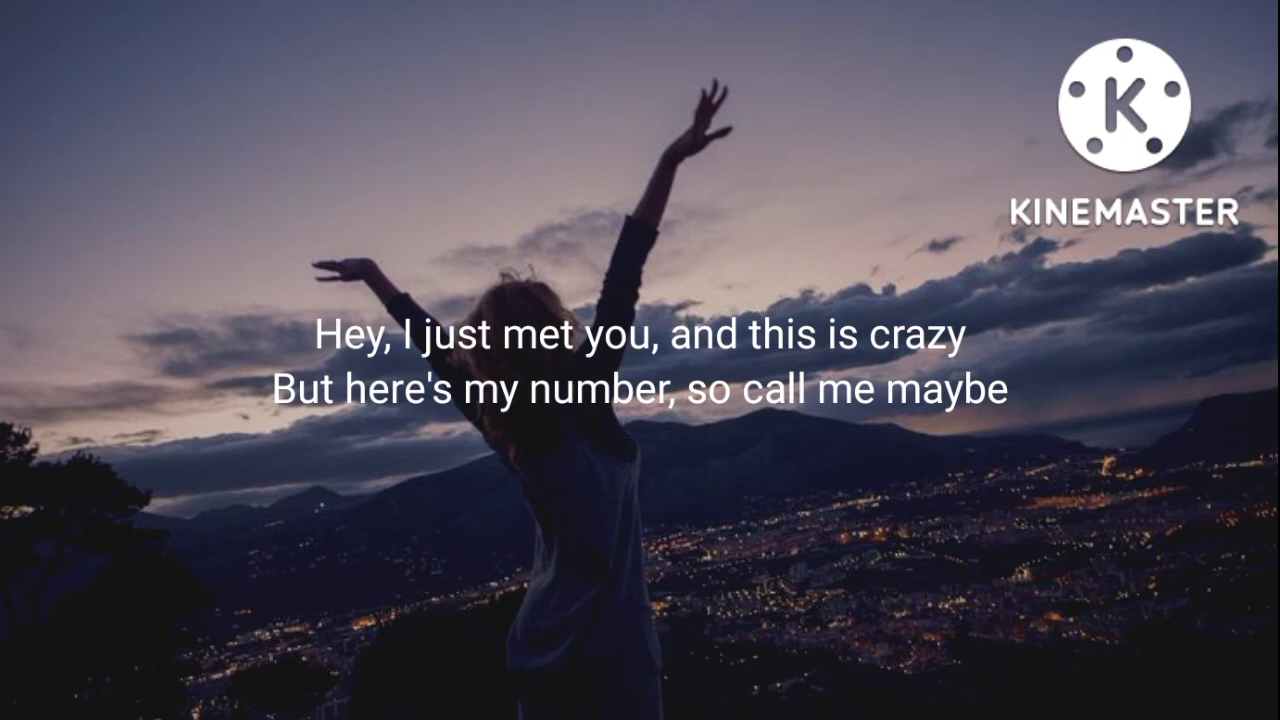 K
KINEMASTER
Hey, I just met you, and this is crazy
But here's my number, so call me maybe